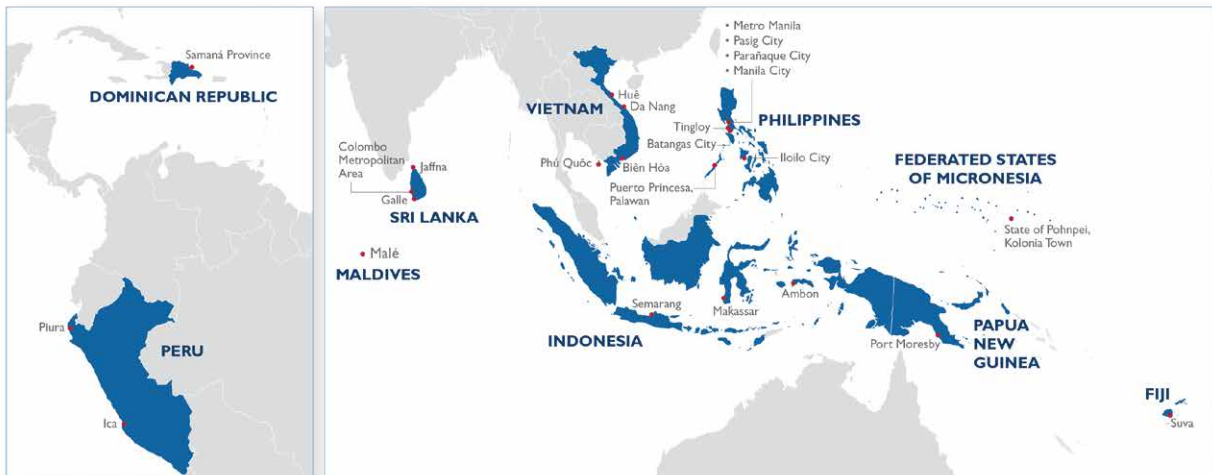 Samaná Province
DOMINICAN REPUBLIC
Piura
PERU
Ica
• Metro Manila
• Pasig City
• Parañaque City
• Manila City
Huê
VIETNAM
Da Nang
Tingloy
PHILIPPINES
Batangas City
Colombo
Metropolitan
Area
Jaffna
Phú Quôc
Biên Hòa
Iloilo City
Puerto Princesa,
Palawan
FEDERATED STATES
OF MICRONESIA
Galle
SRI LANKA
State of Pohnpei,
Kolonia Town
Malé
MALDIVES
Semarang
Makassar
Ambon
INDONESIA
Port Moresby
PAPUA
NEW
GUINEA
FIJI
Suva